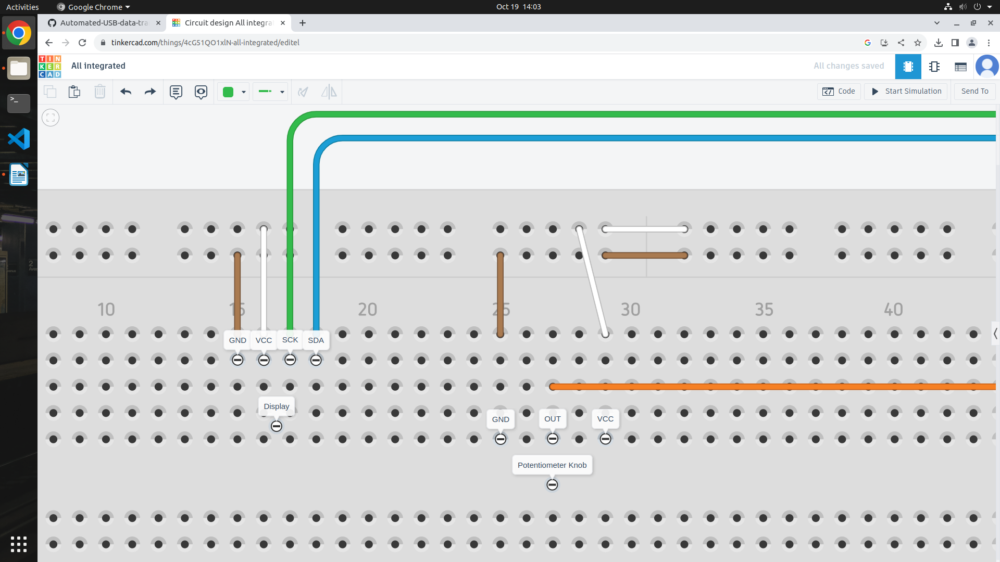 Activities
Google Chrome
Oct 19 14:03
Automated-USB-data-tra
Circuit design All integra
tinkercad.com/things/4cG51QO1xlN-all-integrated/editel
TIN
KER
CAD
All integrated
All changes saved
Code
Start Simulation
Send To
10
15
20
25
30
35
40
GND
VCC
SCK
SDA
Display
GND
OUT
VCC
Potentiometer Knob